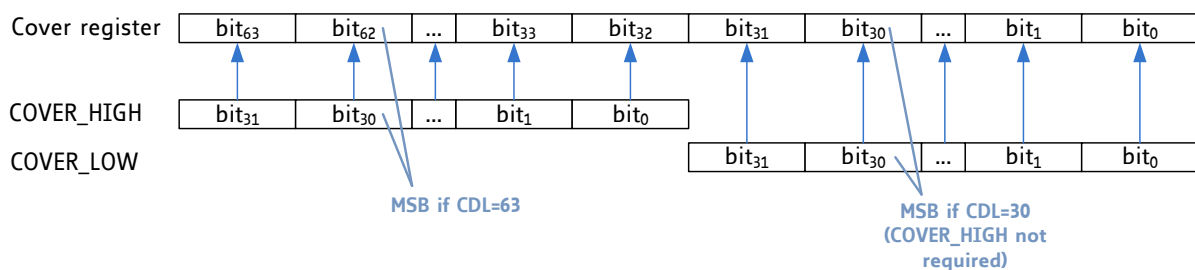 Cover register bit63 bit62 ... bit33 bit32 bit31 bit30 ... bit1 bit0
COVER_HIGH bit31 bit30 ... bit1 bit0
COVER_LOW bit31 bit30 ... bit1 bit0
MSB if CDL=63
MSB if CDL=30
(COVER_HIGH not
required)